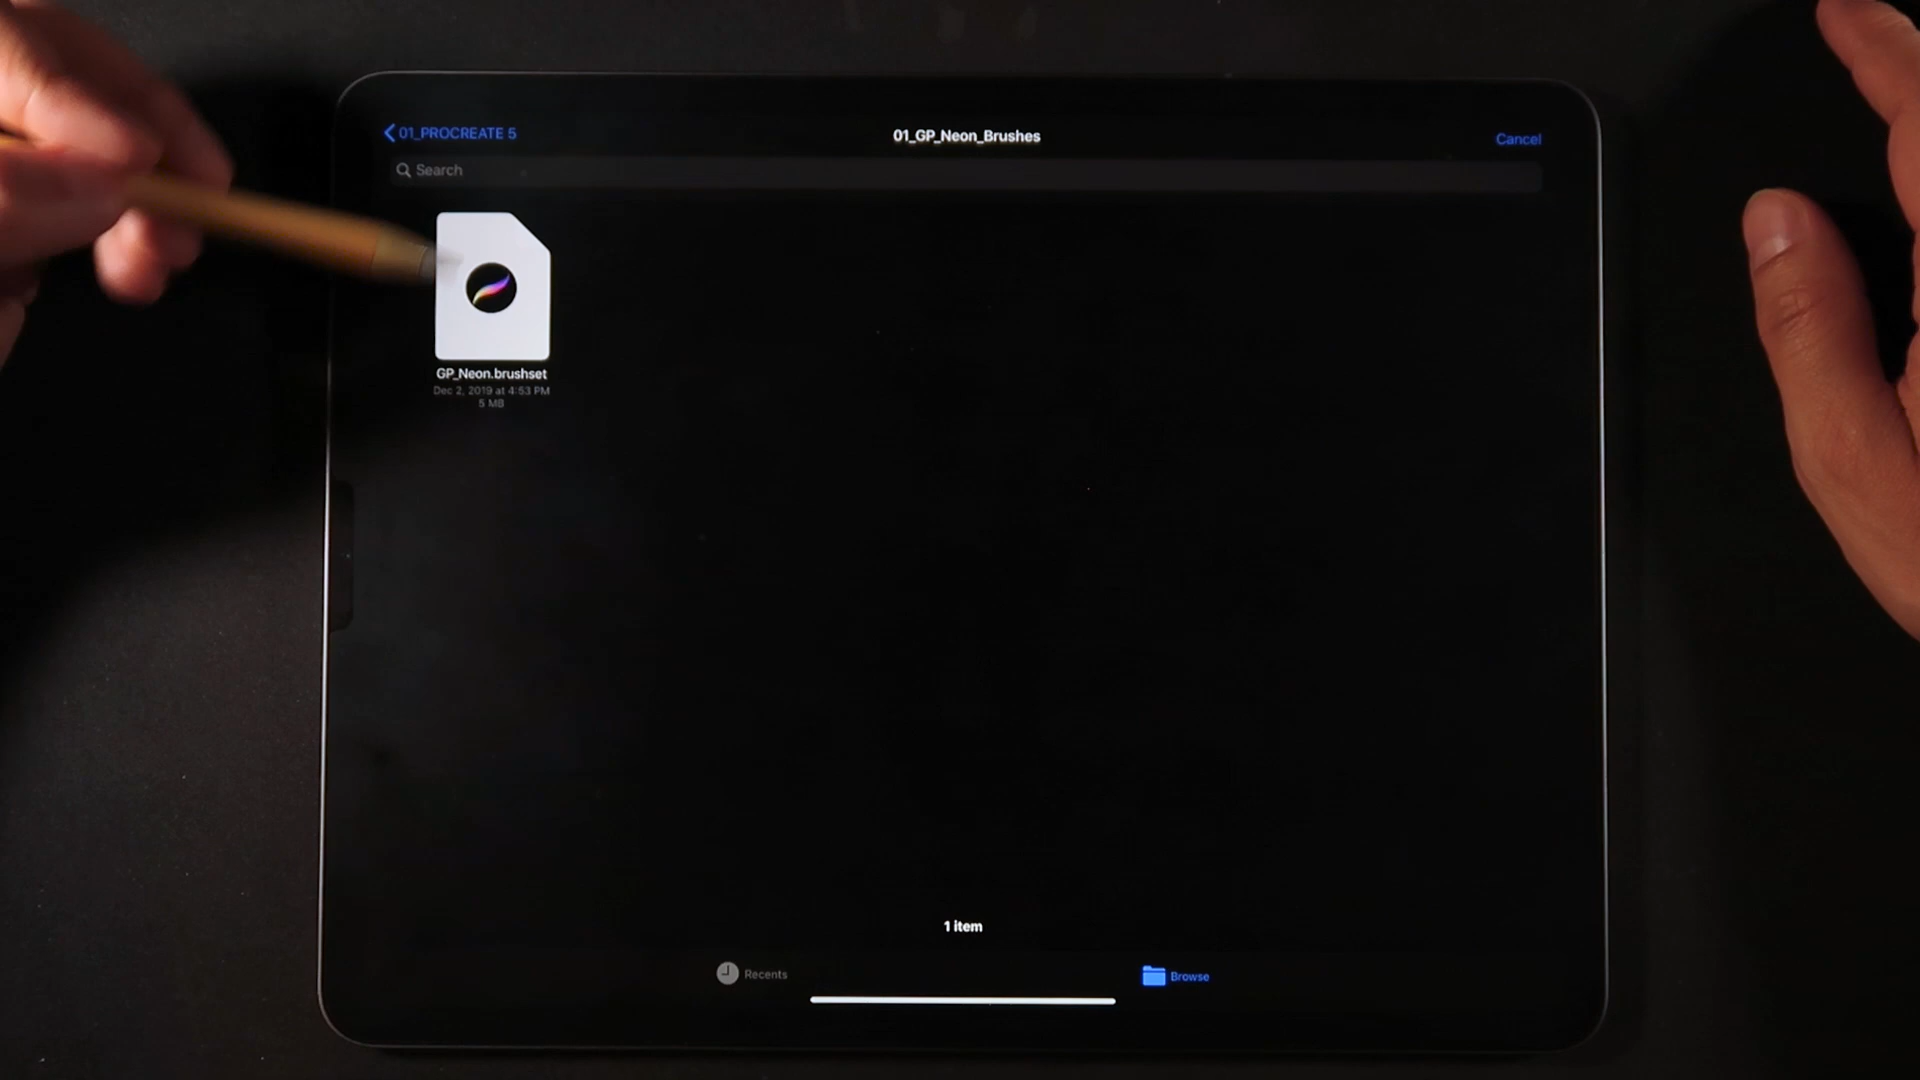 01_PROCREATE 5
01_GP_Neon_Brushes
Cancel
Search
GP_Neon.brushset
Dec 2, 2019 at 4:53 PM
5 MB
1 item
Recents
Browse